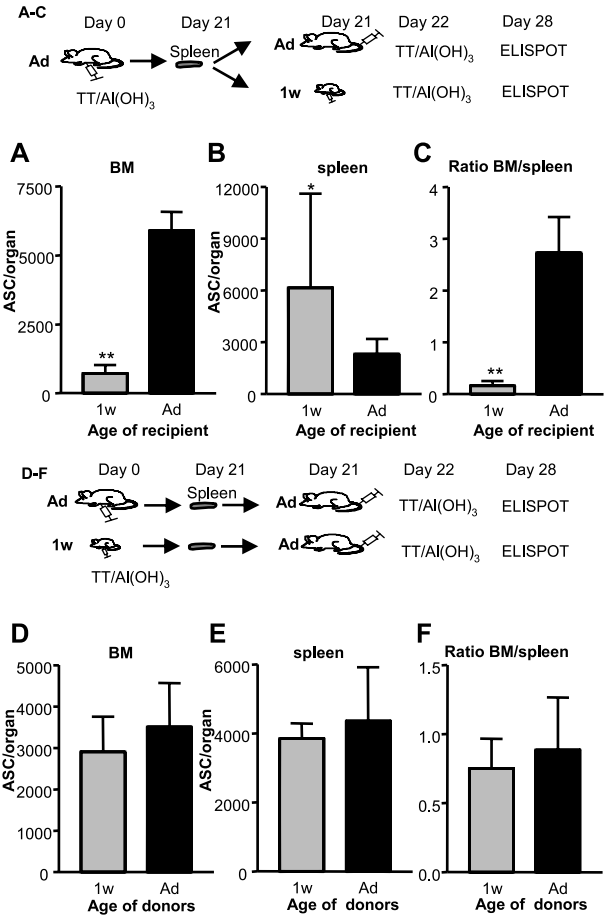 A-C
Day 0 Day 21 Day 21 Day 22 Day 28
Spleen
Ad Ad TT/Al(OH)₃ ELISPOT
TT/Al(OH)₃ 1w TT/Al(OH)₃ ELISPOT
A B C
BM spleen Ratio BM/spleen
ASC/organ
7500
5000
2500
0
**
1w Ad
Age of recipient
ASC/organ
12000
9000
6000
3000
0
*
1w Ad
Age of recipient
4
3
2
1
0
**
1w Ad
Age of recipient
D-F
Day 0 Day 21 Day 21 Day 22 Day 28
Spleen
Ad Ad TT/Al(OH)₃ ELISPOT
1w Ad TT/Al(OH)₃ ELISPOT
TT/Al(OH)₃
D E F
BM spleen Ratio BM/spleen
ASC/organ
5000
4000
3000
2000
1000
0
1w Ad
Age of donors
ASC/organ
6000
4000
2000
0
1w Ad
Age of donors
1.5
1.0
0.5
0.0
1w Ad
Age of donors